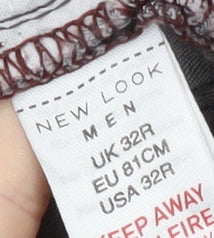 NEW LOOK
MEN
UK 32R
EU 81CM
USA 32R
KEEP AWAY
FIRE